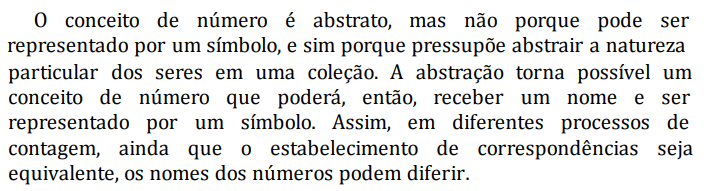 O conceito de número é abstrato, mas não porque pode ser
representado por um símbolo, e sim porque pressupõe abstrair a natureza
particular dos seres em uma coleção. A abstração torna possível um
conceito de número que poderá, então, receber um nome e ser
representado por um símbolo. Assim, em diferentes processos de
contagem, ainda que o estabelecimento de correspondências seja
equivalente, os nomes dos números podem diferir.